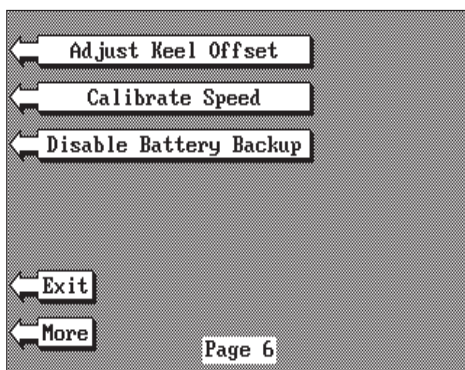 Adjust Keel Offset
Calibrate Speed
Disable Battery Backup
Exit
More
Page 6